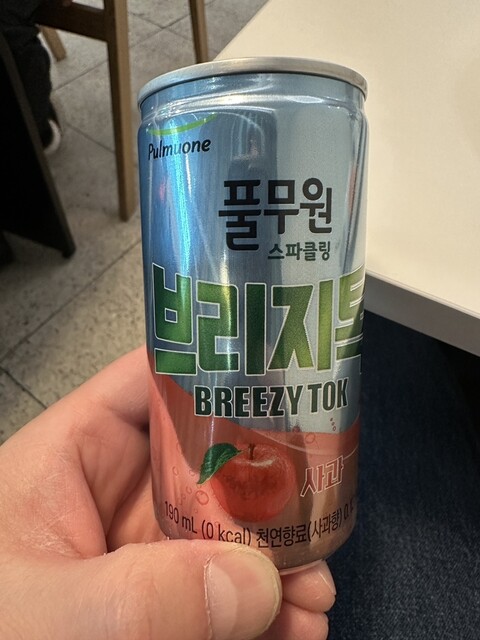 Pulmuone
풀무원
스파클링
브리지톡
BREEZY TOK
사과
190 mL (0 kcal) 천연향료(사과향)